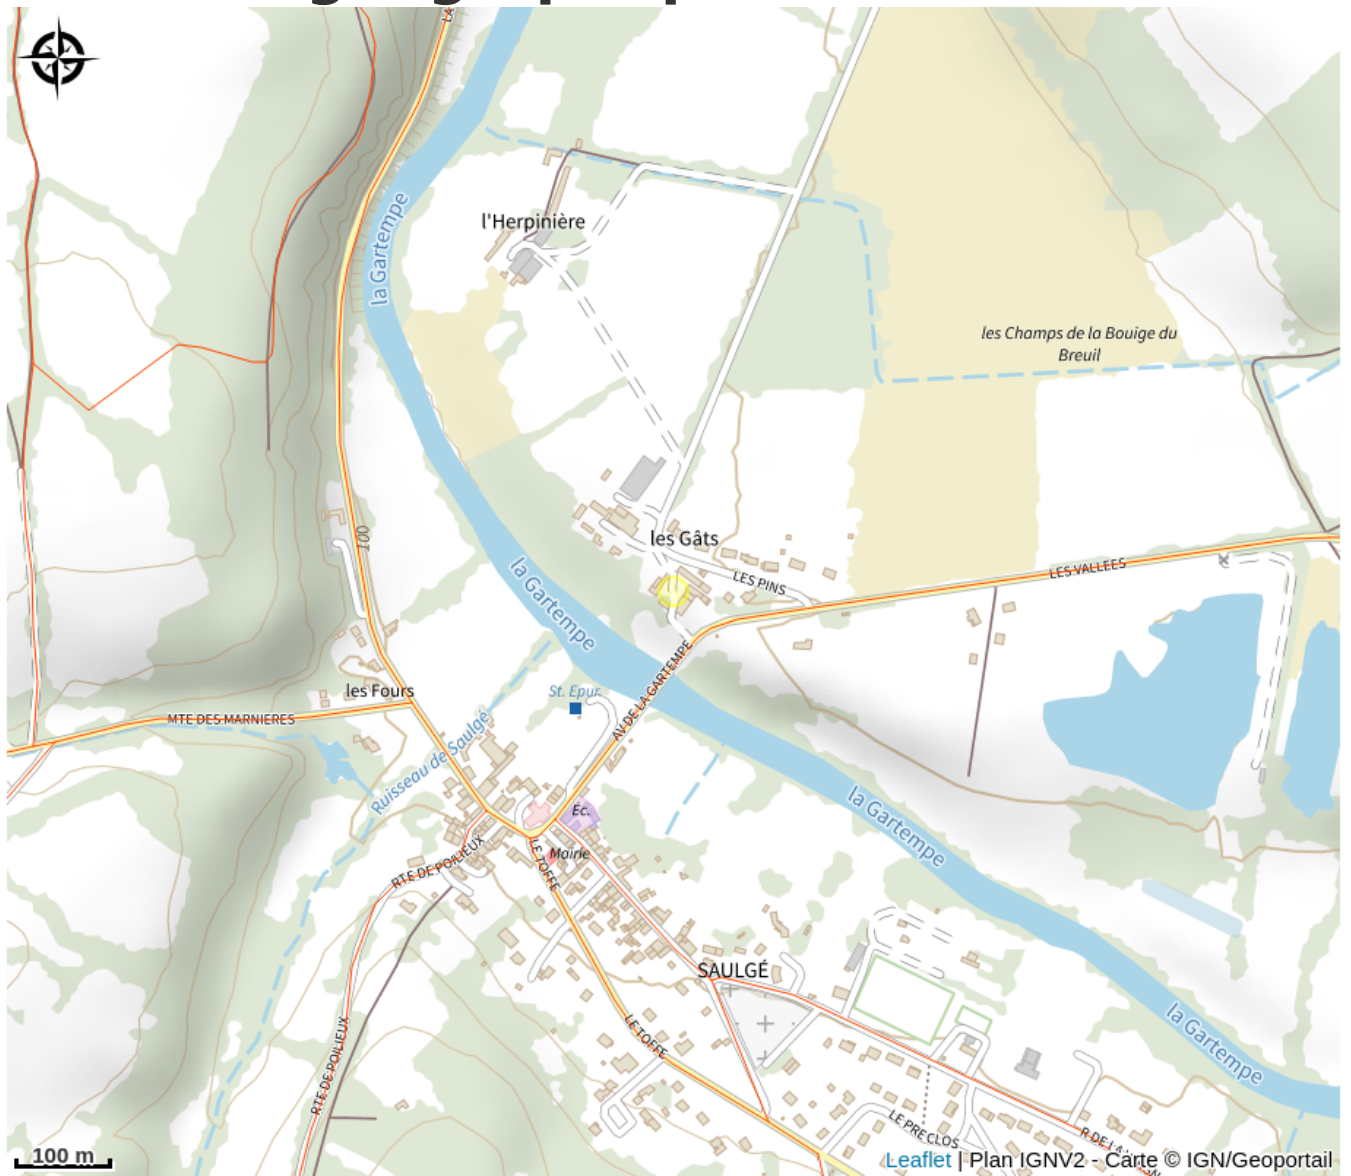 la Gartempe
l'Herpinière
les Champs de la Bouige du
Breuil
100
les Gâts
LES PINS
LES VALLEES
la Gartempe
AV DE LA GARTEMPE
St. Epur.
les Fours
MTE DES MARNIERES
Ruisseau de Saulgé
la Gartempe
Ec.
Mairie
LE TOFFE
RTE DE POILIEUX
SAULGÉ
LE TOFFE
RTE DE POILIEUX
la Gartempe
LE PRE CLOS
100 m
Leaflet | Plan IGNV2 - Carte © IGN/Geoportail